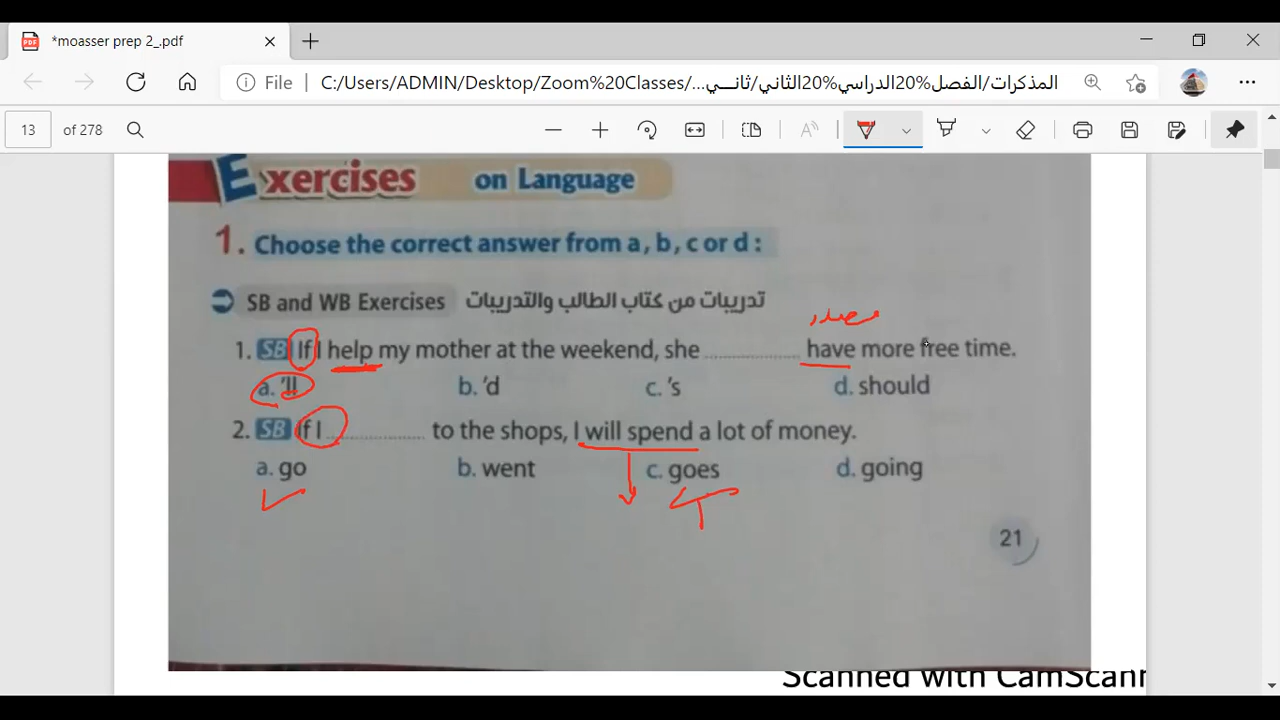 *moasser prep 2_.pdf
File C:/Users/ADMIN/Desktop/Zoom%20Classes/المذكرات/الفصل%20الدراسي%20الثاني/ثانـــي...
13 of 278
Exercises on Language
1. Choose the correct answer from a, b, c or d :
SB and WB Exercises تدريبات من كتاب الطالب والتدريبات
مصدر
1. SB If I help my mother at the weekend, she .............. have more free time.
a. 'll b. 'd c. 's d. should
2. SB If I .................. to the shops, I will spend a lot of money.
a. go b. went c. goes d. going
21
Scanned with CamScann